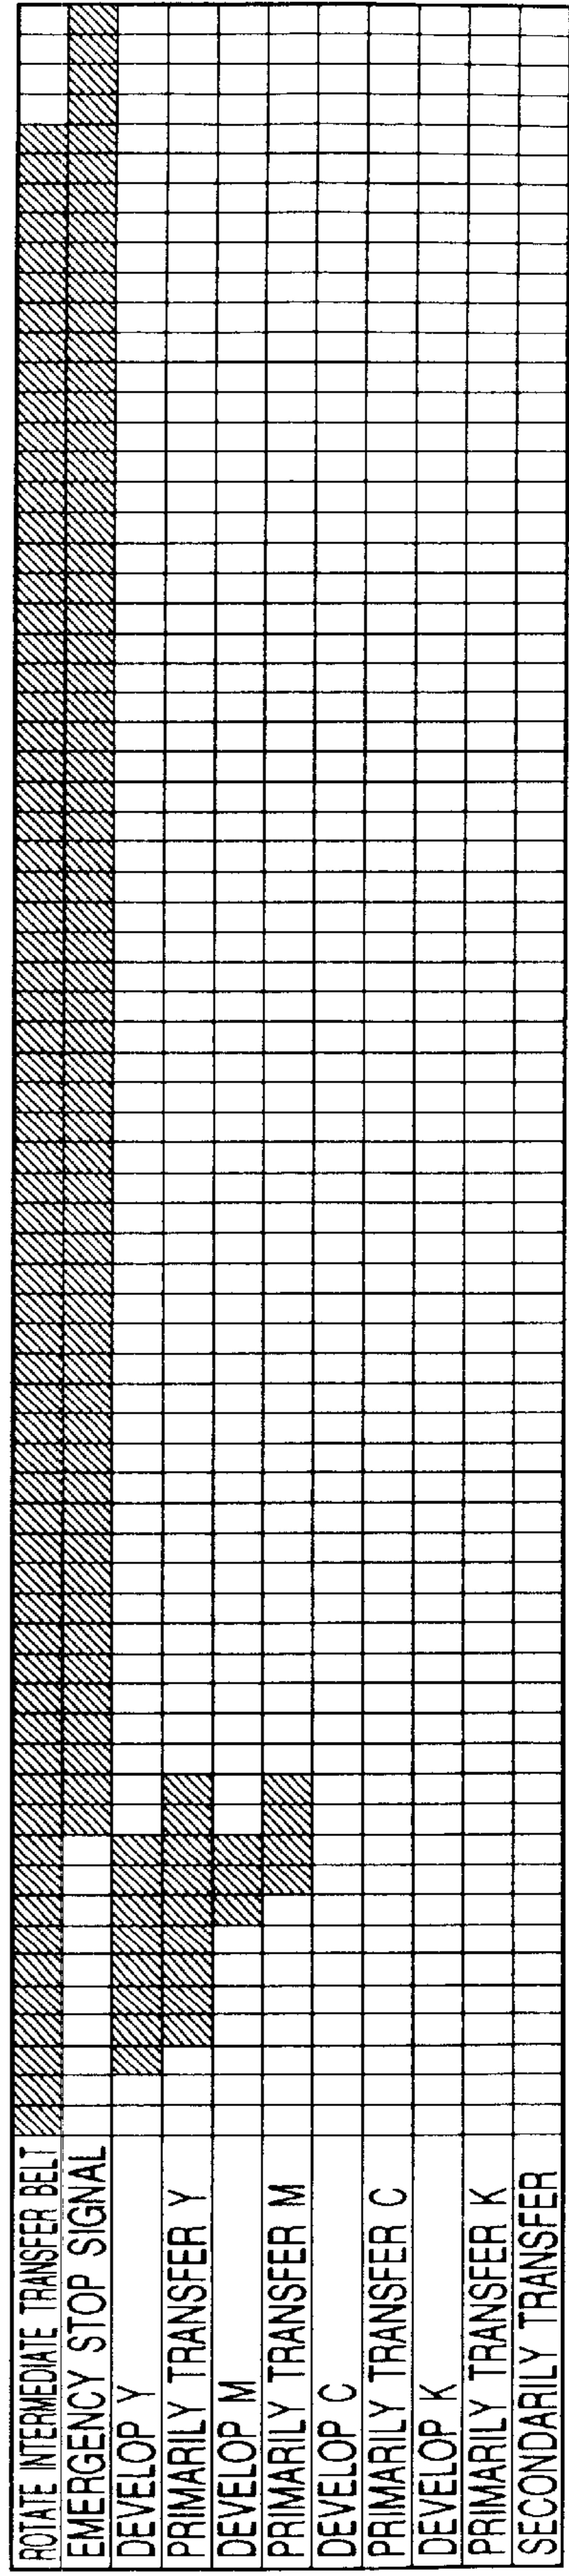 ROTATE INTERMEDIATE TRANSFER BELT
EMERGENCY STOP SIGNAL
DEVELOP Y
PRIMARILY TRANSFER Y
DEVELOP M
PRIMARILY TRANSFER M
DEVELOP C
PRIMARILY TRANSFER C
DEVELOP K
PRIMARILY TRANSFER K
SECONDARILY TRANSFER